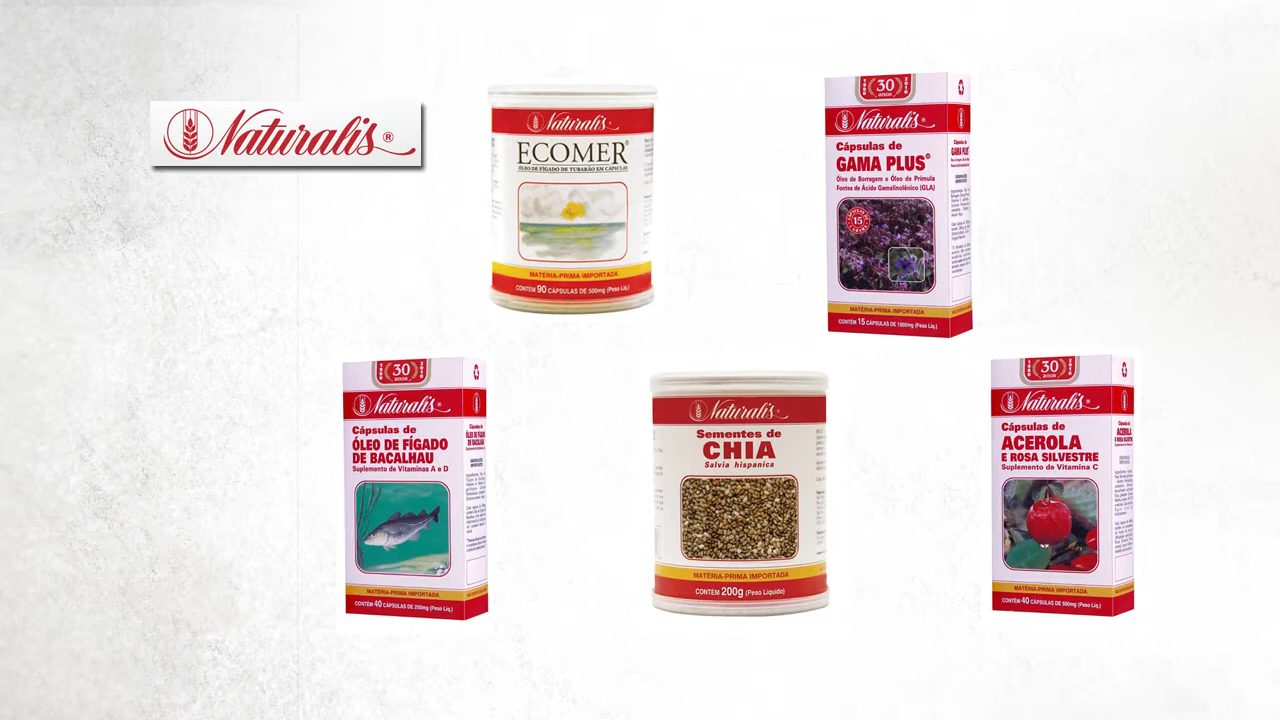 Naturalis®
Naturalis®
ECOMER®
ÓLEO DE FÍGADO DE TUBARÃO EM CÁPSULAS
MATÉRIA-PRIMA IMPORTADA
CONTÉM 90 CÁPSULAS DE 500mg (Peso Líq.)
30
anos
Naturalis®
Cápsulas de
GAMA PLUS®
Óleo de Borragem e Óleo de Prímula
Fontes de Ácido Gamalinolênico (GLA)
15
MATÉRIA-PRIMA IMPORTADA
CONTÉM 15 CÁPSULAS DE 1000mg (Peso Líq.)
30
anos
Naturalis®
Cápsulas de
ÓLEO DE FÍGADO
DE BACALHAU
Suplemento de Vitaminas A e D
MATÉRIA-PRIMA IMPORTADA
CONTÉM 40 CÁPSULAS DE 250mg (Peso Líq.)
Naturalis®
Sementes de
CHIA
Salvia hispanica
MATÉRIA-PRIMA IMPORTADA
CONTEM 200g (Peso Líquido)
30
anos
Naturalis®
Cápsulas de
ACEROLA
E ROSA SILVESTRE
Suplemento de Vitamina C
MATÉRIA-PRIMA IMPORTADA
CONTÉM 40 CÁPSULAS DE 500mg (Peso Líq.)